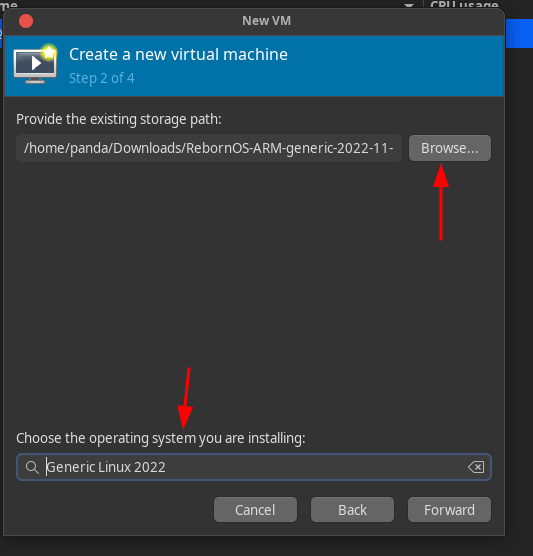 me
CPU usage
New VM
Create a new virtual machine
Step 2 of 4
Provide the existing storage path:
/home/panda/Downloads/RebornOS-ARM-generic-2022-11-
Browse...
Choose the operating system you are installing:
Generic Linux 2022
Cancel
Back
Forward